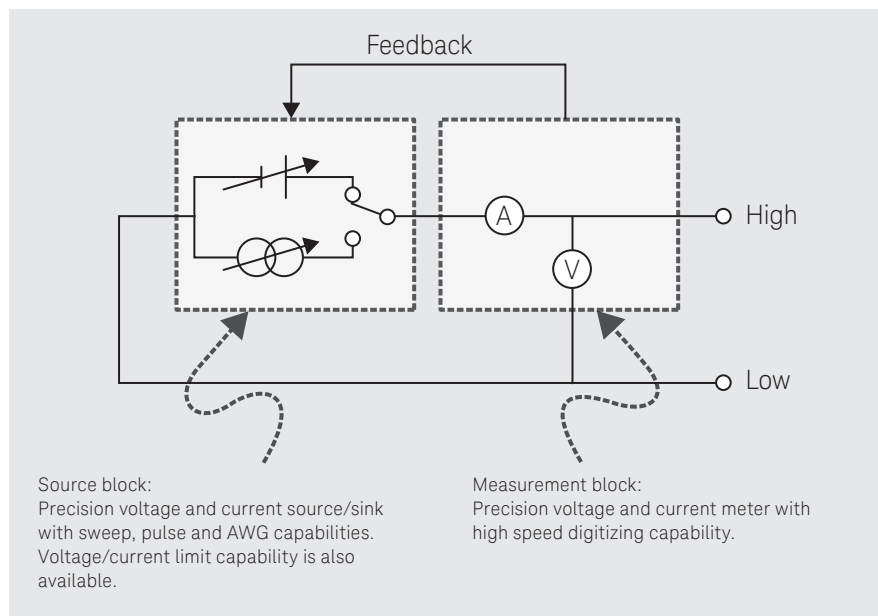 Feedback
A
High
V
Low
Source block:
Precision voltage and current source/sink
with sweep, pulse and AWG capabilities.
Voltage/current limit capability is also
available.
Measurement block:
Precision voltage and current meter with
high speed digitizing capability.